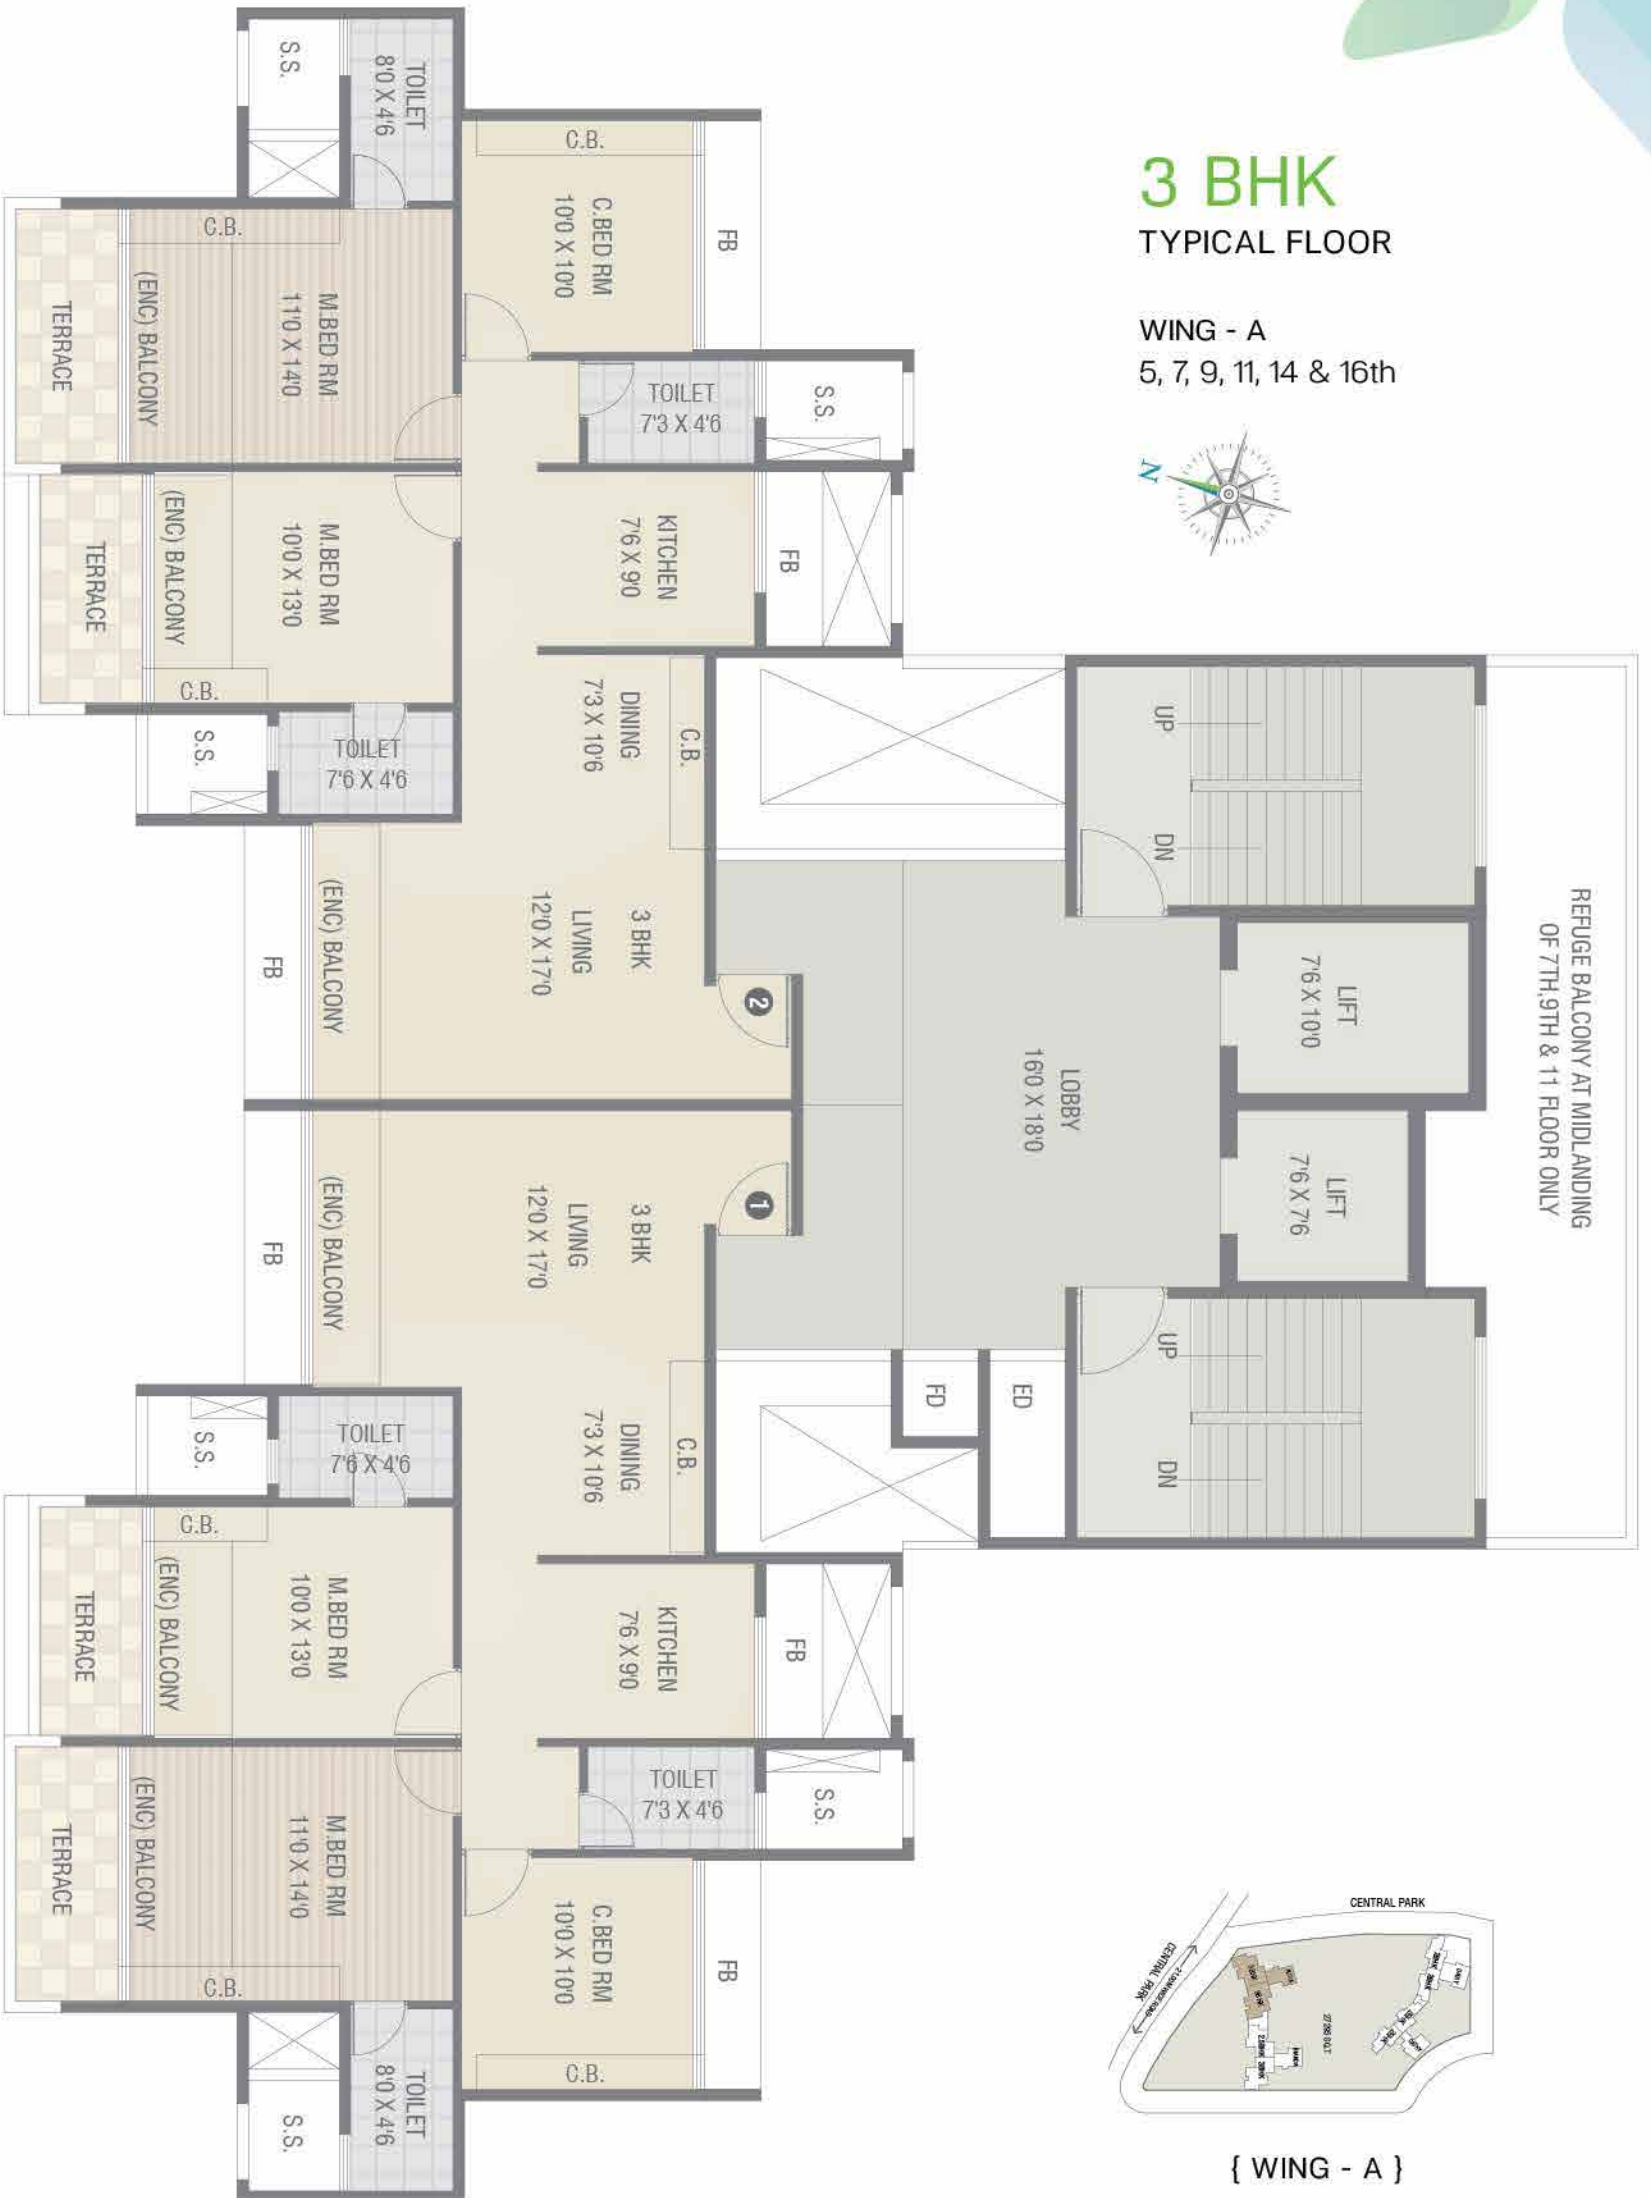 3 BHK
TYPICAL FLOOR
WING - A
5, 7, 9, 11, 14 & 16th
N
S.S.
TOILET
8'0 X 4'6
C.B.
C.BED RM
10'0 X 10'0
FB
C.B.
M.BED RM
11'0 X 14'0
(ENC) BALCONY
TERRACE
TOILET
7'3 X 4'6
S.S.
KITCHEN
7'6 X 9'0
FB
M.BED RM
10'0 X 13'0
(ENC) BALCONY
TERRACE
C.B.
S.S.
TOILET
7'6 X 4'6
DINING
7'3 X 10'6
C.B.
3 BHK
LIVING
12'0 X 17'0
(ENC) BALCONY
FB
2
UP
DN
LIFT
7'6 X 10'0
REFUGE BALCONY AT MIDLANDING
OF 7TH,9TH & 11 FLOOR ONLY
LOBBY
16'0 X 18'0
LIFT
7'6 X 7'6
1
3 BHK
LIVING
12'0 X 17'0
(ENC) BALCONY
FB
UP
DN
FD
ED
DINING
7'3 X 10'6
C.B.
TOILET
7'6 X 4'6
S.S.
C.B.
M.BED RM
10'0 X 13'0
(ENC) BALCONY
TERRACE
KITCHEN
7'6 X 9'0
FB
TOILET
7'3 X 4'6
S.S.
M.BED RM
11'0 X 14'0
(ENC) BALCONY
TERRACE
C.B.
C.BED RM
10'0 X 10'0
FB
C.B.
TOILET
8'0 X 4'6
S.S.
CENTRAL PARK
CENTRAL PARK
{ WING - A }